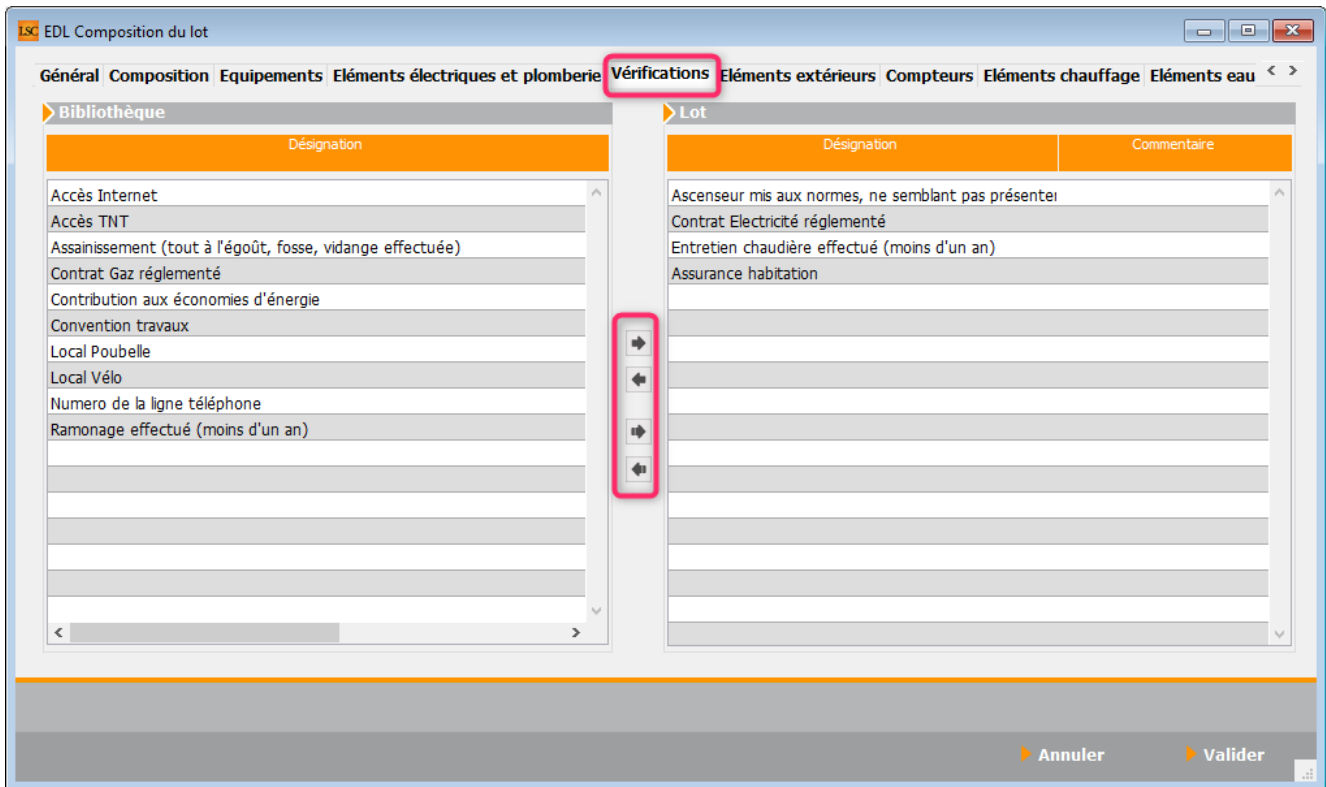 LSC EDL Composition du lot
Général Composition Equipements Eléments électriques et plomberie Vérifications Eléments extérieurs Compteurs Eléments chauffage Eléments eau
Bibliothèque
Désignation
Accès Internet
Accès TNT
Assainissement (tout à l'égoût, fosse, vidange effectuée)
Contrat Gaz réglementé
Contribution aux économies d'énergie
Convention travaux
Local Poubelle
Local Vélo
Numero de la ligne téléphone
Ramonage effectué (moins d'un an)
Lot
Désignation Commentaire
Ascenseur mis aux normes, ne semblant pas présenter
Contrat Electricité réglementé
Entretien chaudière effectué (moins d'un an)
Assurance habitation
Annuler Valider